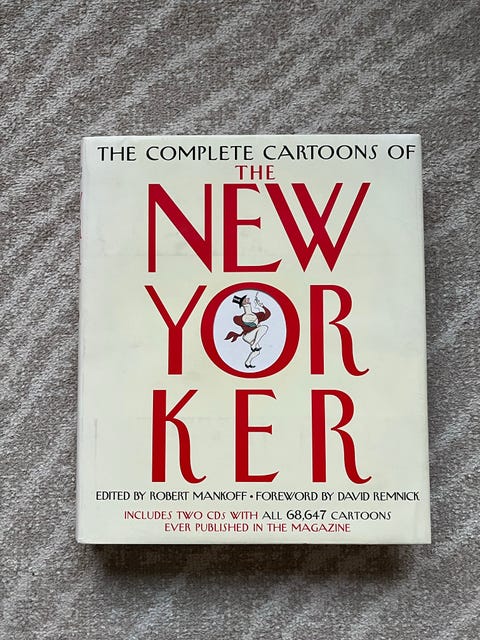 THE COMPLETE CARTOONS OF
THE
NEW
YOR
KER
EDITED BY ROBERT MANKOFF • FOREWORD BY DAVID REMNICK
INCLUDES TWO CDS WITH ALL 68,647 CARTOONS
EVER PUBLISHED IN THE MAGAZINE